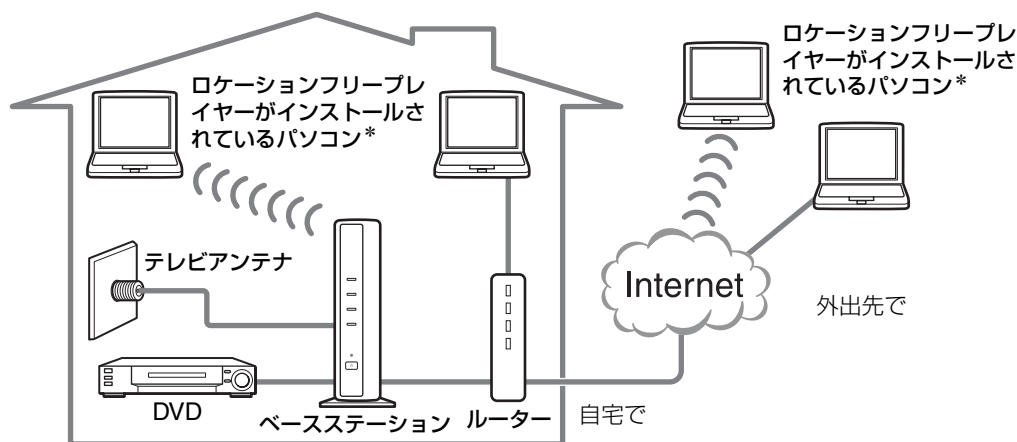 ロケーションフリープレ
イヤーがインストールさ
れているパソコン*
ロケーションフリープレ
イヤーがインストールさ
れているパソコン*
テレビアンテナ
Internet
外出先で
DVD
ベースステーション
ルーター
自宅で